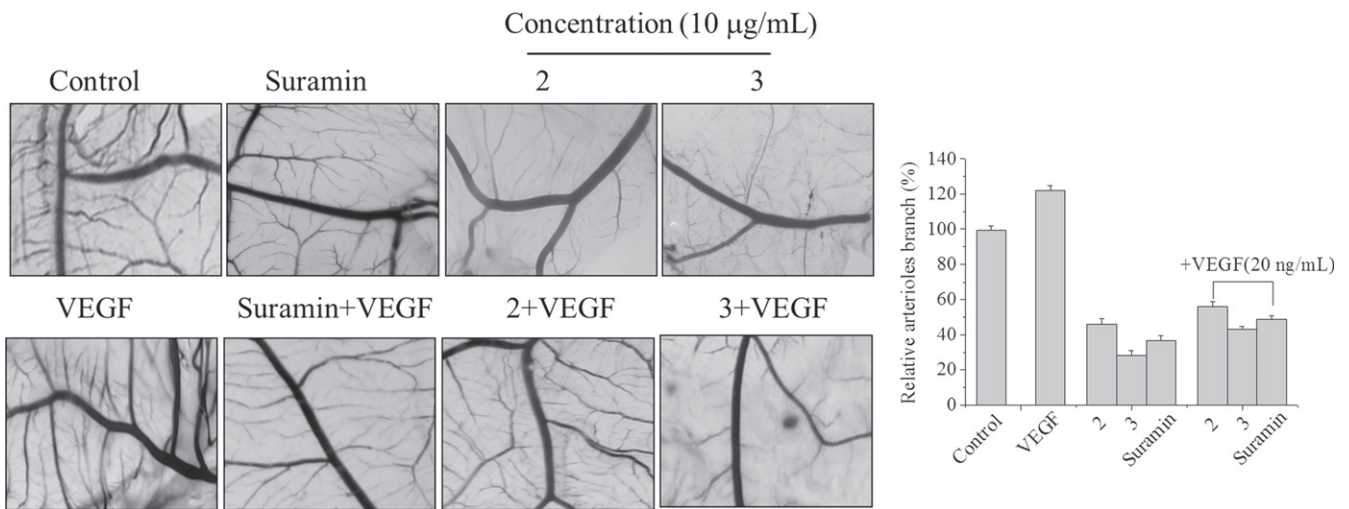 Concentration (10 µg/mL)
Control Suramin 2 3
VEGF Suramin+VEGF 2+VEGF 3+VEGF
Relative arterioles branch (%)
140
120
100
80
60
40
20
0
+VEGF(20 ng/mL)
Control VEGF 2 3 Suramin 2 3 Suramin